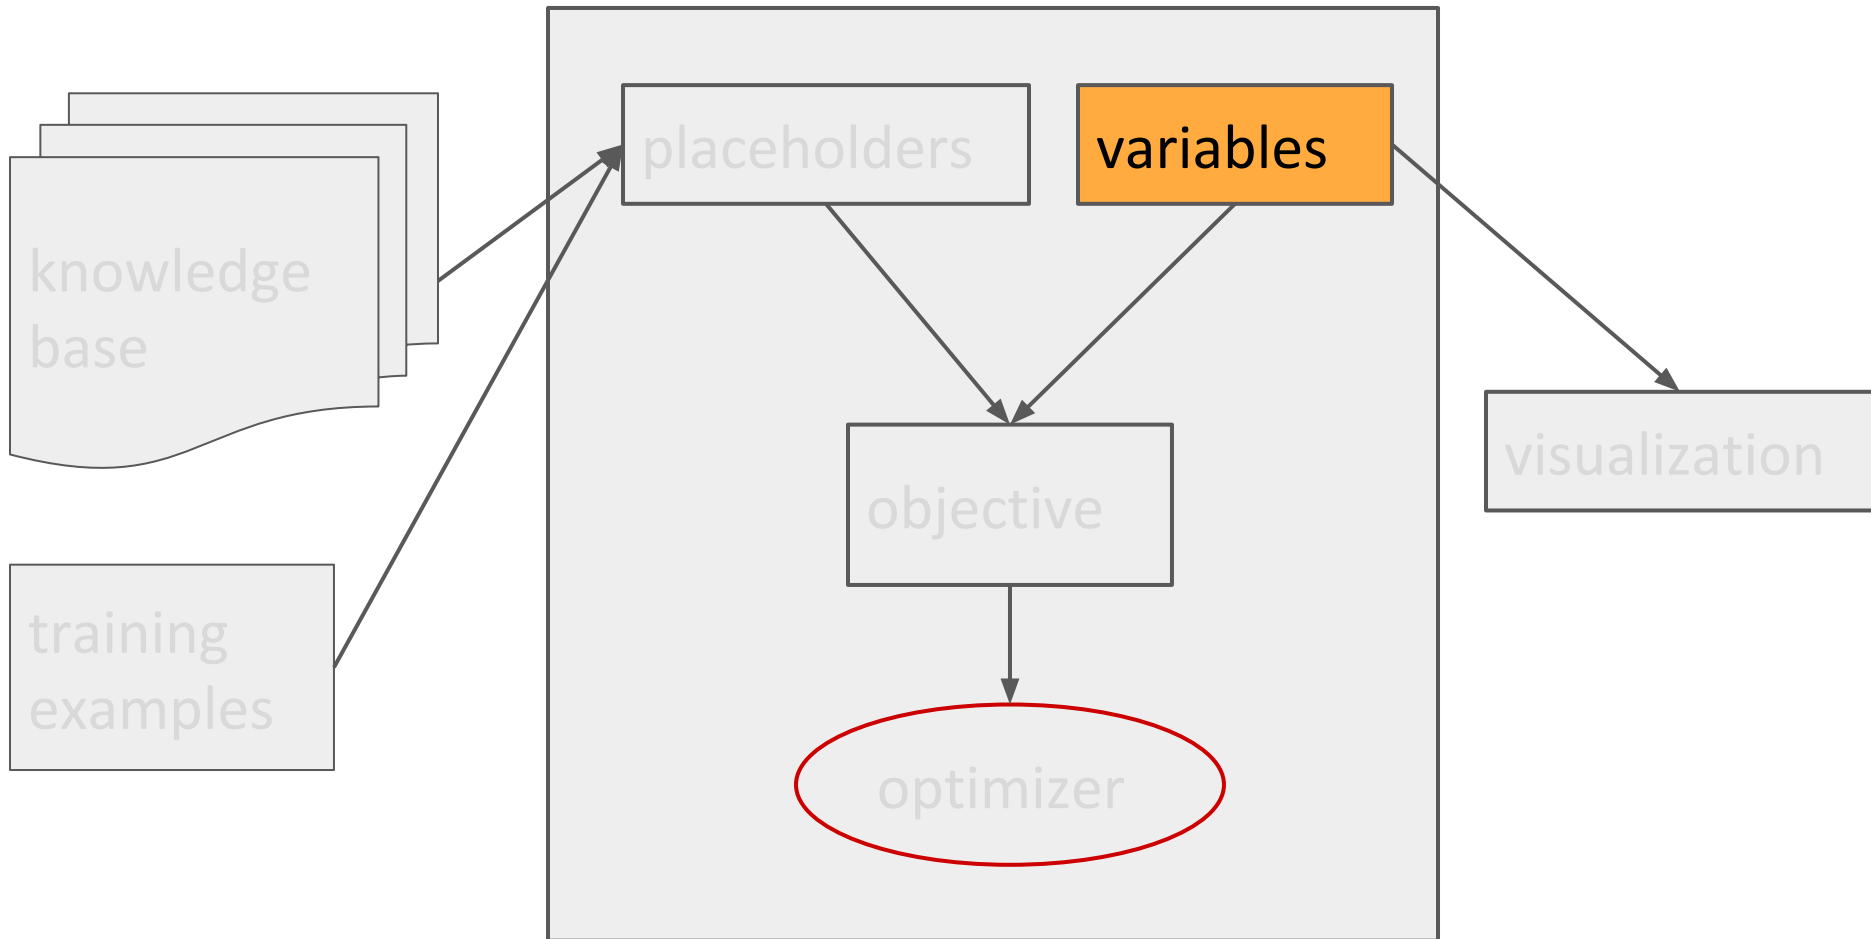 placeholders
variables
knowledge
base
visualization
objective
training
examples
optimizer